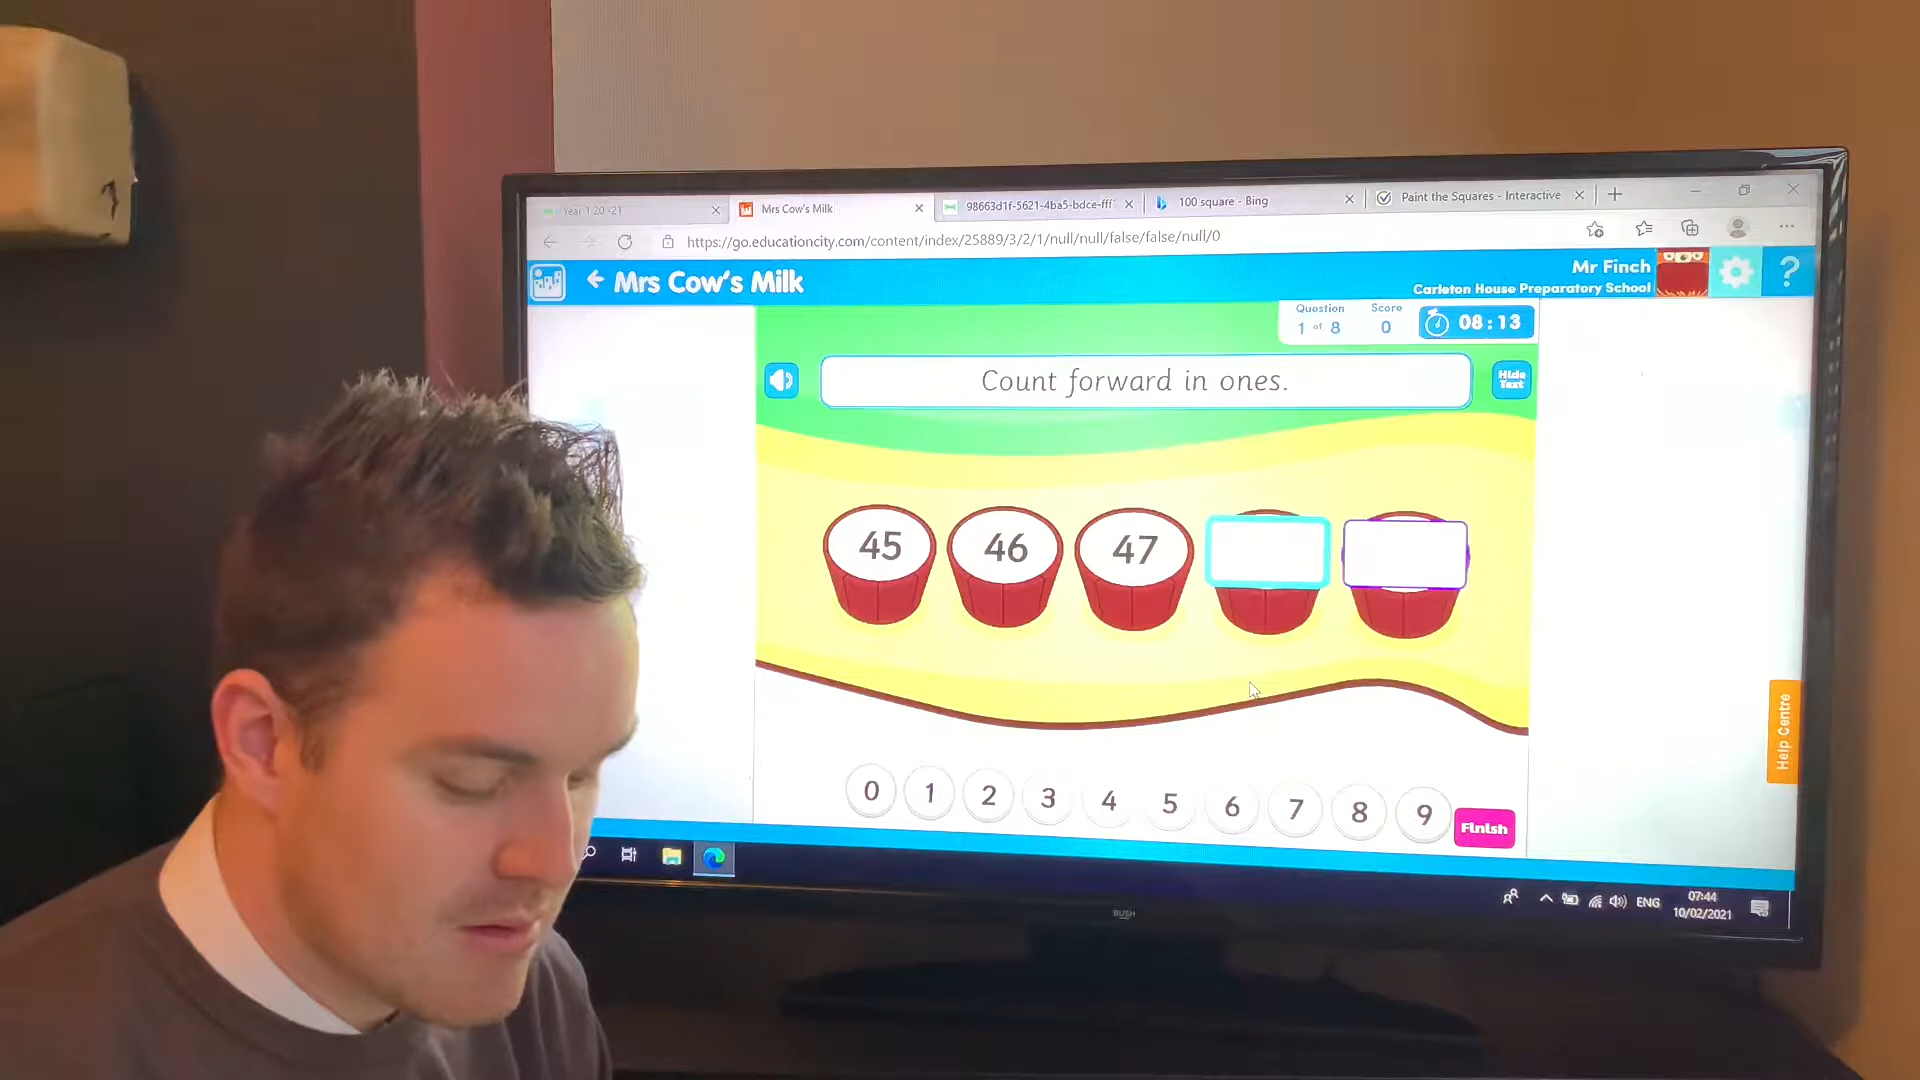 Year 1 20-21
Mrs Cow's Milk
98663d1f-5621-4ba5-bdce-fff
100 square - Bing
Paint the Squares - Interactive
https://go.educationcity.com/content/index/25889/3/2/1/null/null/false/false/null/0
Mrs Cow's Milk
Mr Finch
Carleton House Preparatory School
?
Question
1 of 8
Score
0
08:13
Count forward in ones.
Hide
Text
45 46 47
Help Centre
0 1 2 3 4 5 6 7 8 9
Finish
ENG
07:44
10/02/2021
BUSH